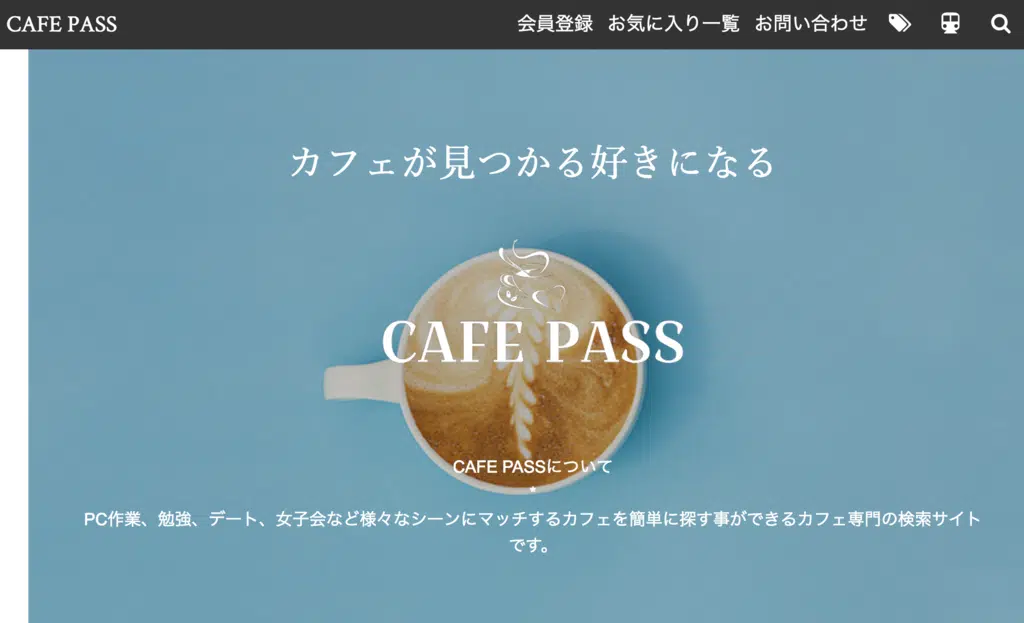 CAFE PASS
会員登録 お気に入り一覧 お問い合わせ
カフェが見つかる好きになる
CAFE PASS
CAFE PASSについて
PC作業、勉強、デート、女子会など様々なシーンにマッチするカフェを簡単に探す事ができるカフェ専門の検索サイト
です。